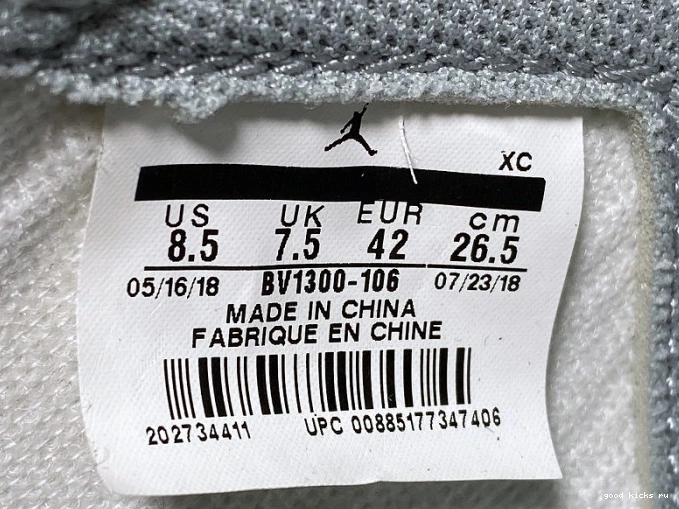 XC
US UK EUR cm
8.5 7.5 42 26.5
05/16/18 BV1300-106 07/23/18
MADE IN CHINA
FABRIQUE EN CHINE
202734411 UPC 00885177347406
good kicks ru